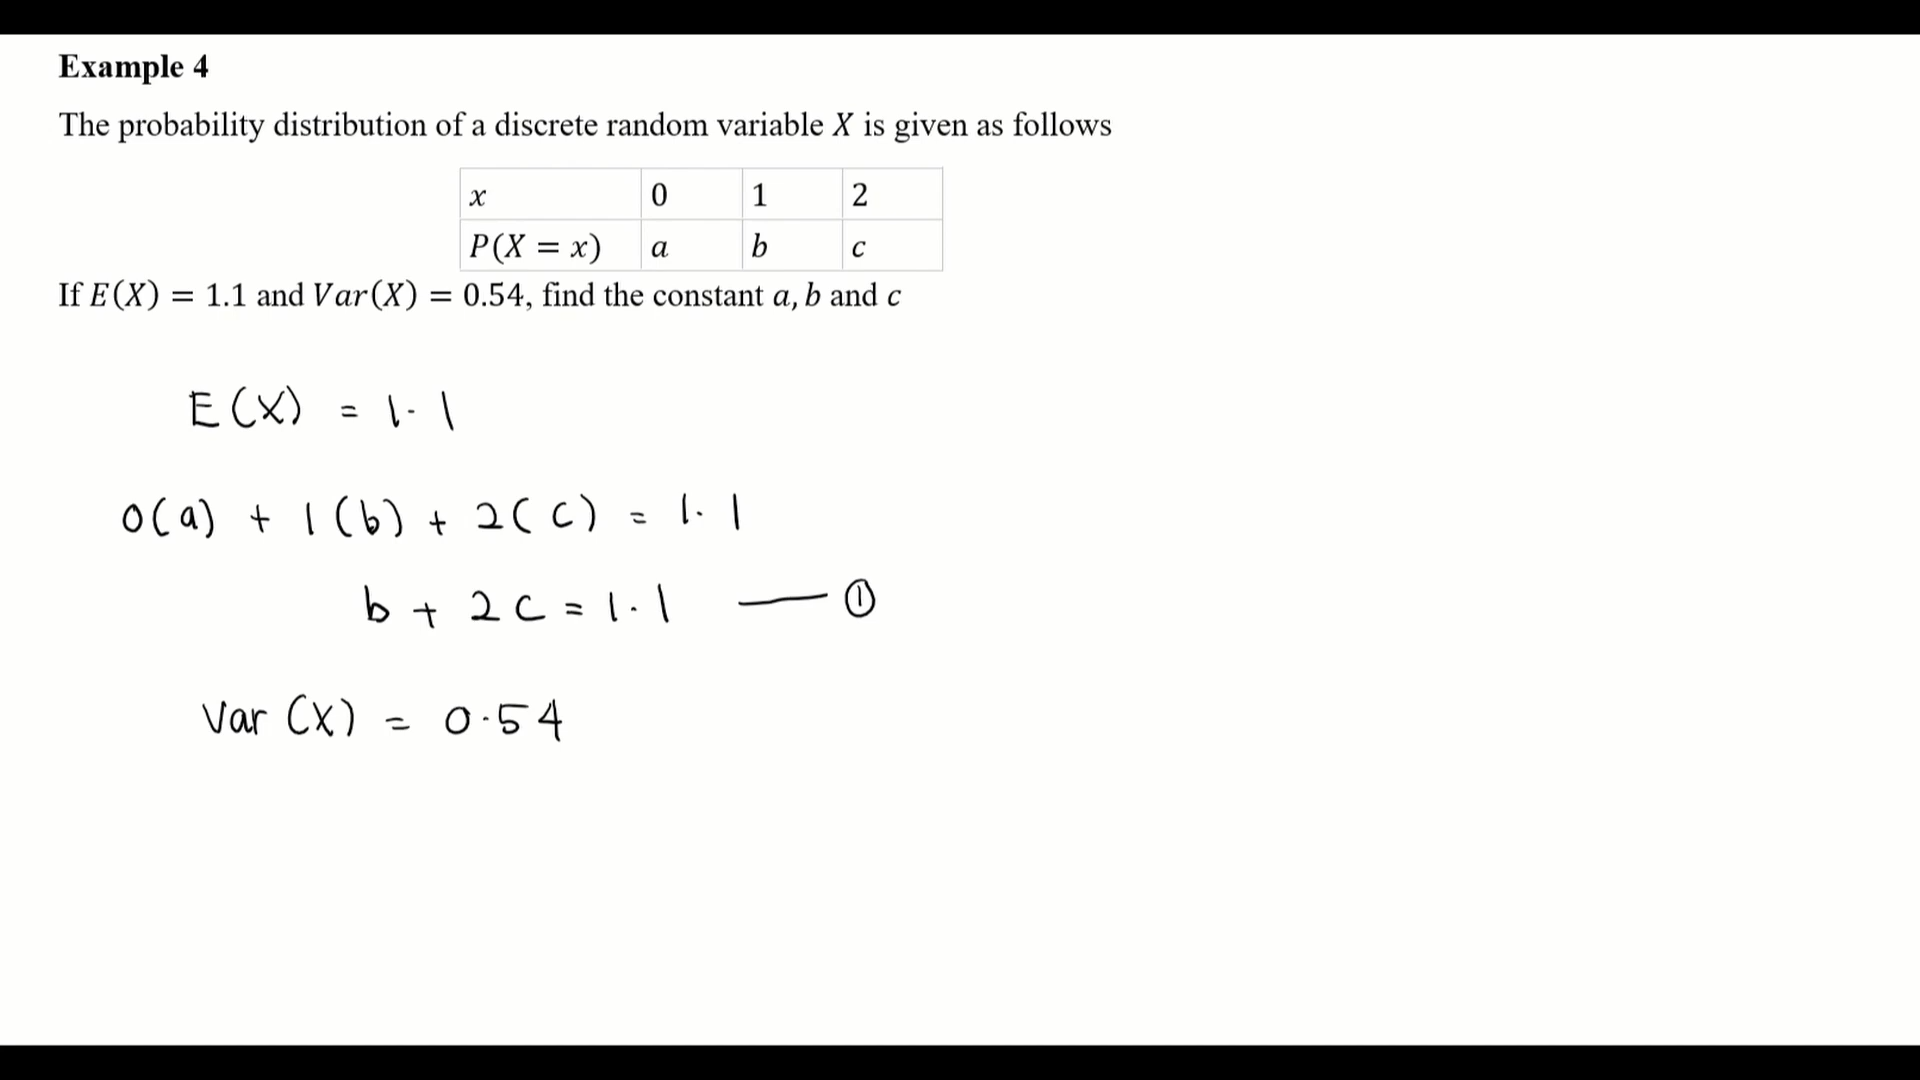 Example 4
The probability distribution of a discrete random variable X is given as follows
x 0 1 2
P(X = x) a b c
If E(X) = 1.1 and Var(X) = 0.54, find the constant a, b and c
E(X) = 1.1
0(a) + 1(b) + 2(c) = 1.1
b + 2c = 1.1 — ①
Var(X) = 0.54